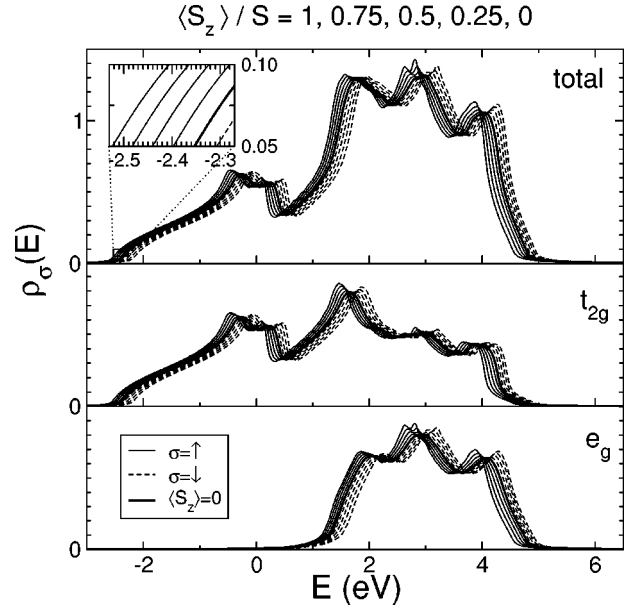 ⟨S_z⟩ / S = 1, 0.75, 0.5, 0.25, 0
total
0.10
0.05
-2.5 -2.4 -2.3
1
0
t_2g
0
e_g
σ=↑
σ=↓
⟨S_z⟩=0
0
-2 0 2 4 6
E (eV)
ρ_σ(E)